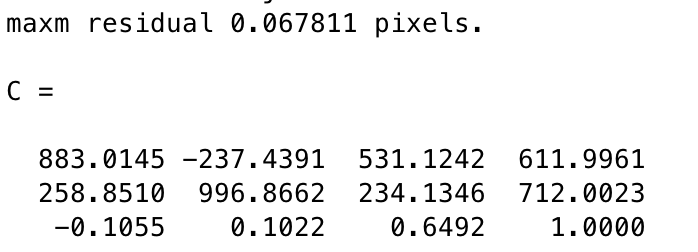 maxm residual 0.067811 pixels.
C =
883.0145 -237.4391 531.1242 611.9961
258.8510 996.8662 234.1346 712.0023
-0.1055 0.1022 0.6492 1.0000